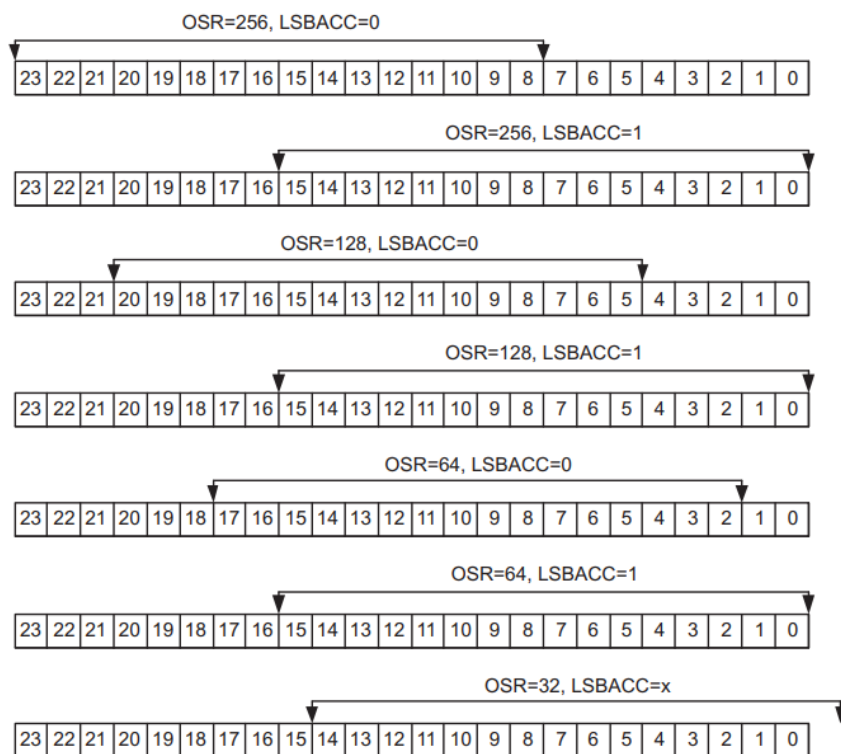 OSR=256, LSBACC=0
23 22 21 20 19 18 17 16 15 14 13 12 11 10 9 8 7 6 5 4 3 2 1 0
OSR=256, LSBACC=1
23 22 21 20 19 18 17 16 15 14 13 12 11 10 9 8 7 6 5 4 3 2 1 0
OSR=128, LSBACC=0
23 22 21 20 19 18 17 16 15 14 13 12 11 10 9 8 7 6 5 4 3 2 1 0
OSR=128, LSBACC=1
23 22 21 20 19 18 17 16 15 14 13 12 11 10 9 8 7 6 5 4 3 2 1 0
OSR=64, LSBACC=0
23 22 21 20 19 18 17 16 15 14 13 12 11 10 9 8 7 6 5 4 3 2 1 0
OSR=64, LSBACC=1
23 22 21 20 19 18 17 16 15 14 13 12 11 10 9 8 7 6 5 4 3 2 1 0
OSR=32, LSBACC=x
23 22 21 20 19 18 17 16 15 14 13 12 11 10 9 8 7 6 5 4 3 2 1 0